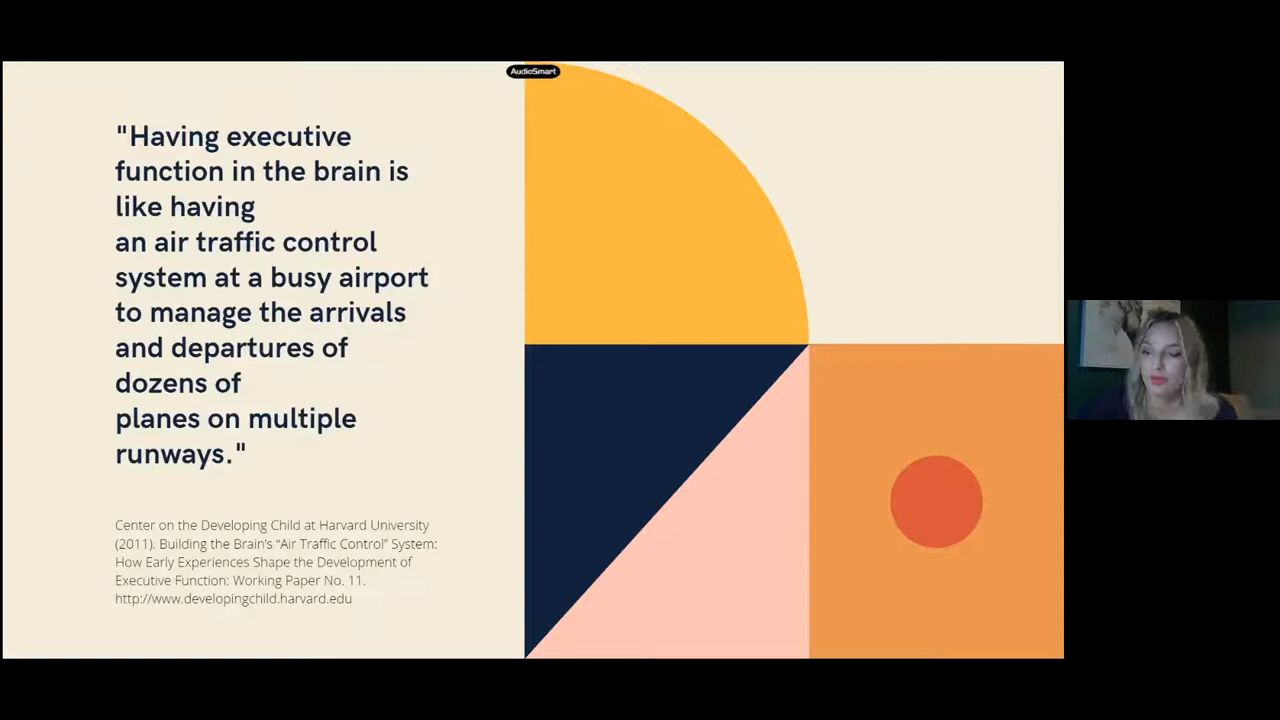 AudioSmart
"Having executive
function in the brain is
like having
an air traffic control
system at a busy airport
to manage the arrivals
and departures of
dozens of
planes on multiple
runways."
Center on the Developing Child at Harvard University
(2011). Building the Brain's “Air Traffic Control” System:
How Early Experiences Shape the Development of
Executive Function: Working Paper No. 11.
http://www.developingchild.harvard.edu